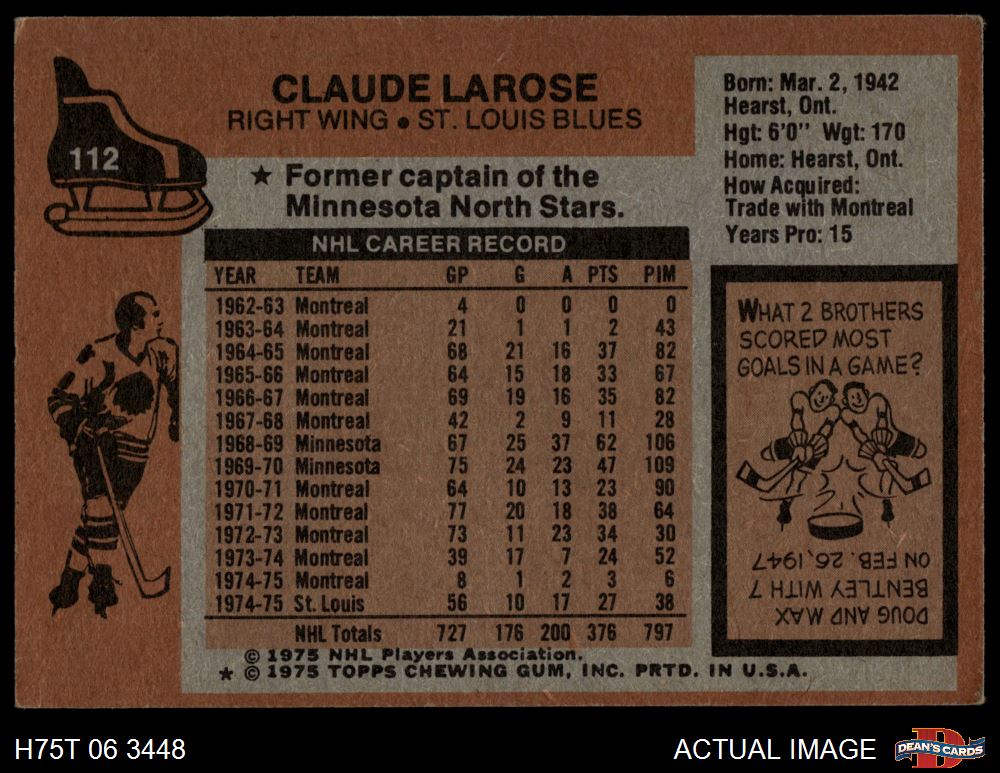 112
CLAUDE LAROSE
RIGHT WING • ST. LOUIS BLUES
★ Former captain of the
Minnesota North Stars.
Born: Mar. 2, 1942
Hearst, Ont.
Hgt: 6'0" Wgt: 170
Home: Hearst, Ont.
How Acquired:
Trade with Montreal
Years Pro: 15
NHL CAREER RECORD
YEAR TEAM GP G A PTS PIM
1962-63 Montreal 4 0 0 0 0
1963-64 Montreal 21 1 1 2 43
1964-65 Montreal 68 21 16 37 82
1965-66 Montreal 64 15 18 33 67
1966-67 Montreal 69 19 16 35 82
1967-68 Montreal 42 2 9 11 28
1968-69 Minnesota 67 25 37 62 106
1969-70 Minnesota 75 24 23 47 109
1970-71 Montreal 64 10 13 23 90
1971-72 Montreal 77 20 18 38 64
1972-73 Montreal 73 11 23 34 30
1973-74 Montreal 39 17 7 24 52
1974-75 Montreal 8 1 2 3 6
1974-75 St. Louis 56 10 17 27 38
NHL Totals 727 176 200 376 797
© 1975 NHL Players Association.
★ © 1975 TOPPS CHEWING GUM, INC. PRTD. IN U.S.A.
WHAT 2 BROTHERS
SCORED MOST
GOALS IN A GAME?
DOUG AND MAX
BENTLEY WITH 7
ON FEB. 26, 1947
H75T 06 3448
ACTUAL IMAGE
D
DEAN'S CARDS